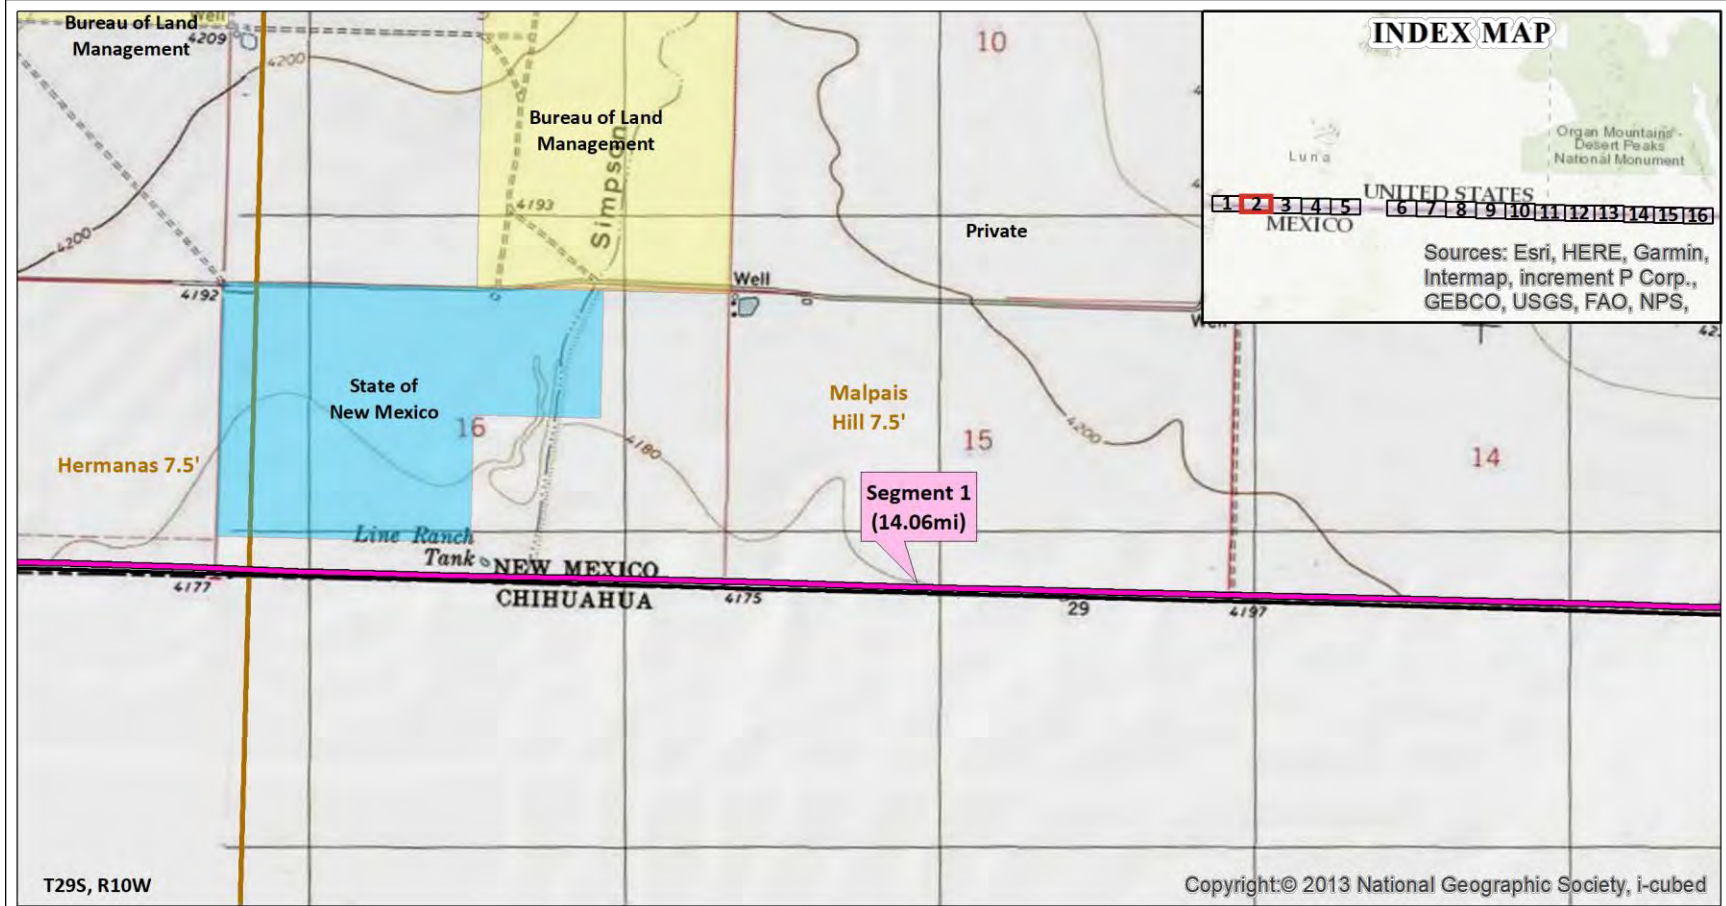 Bureau of Land
Management
Well
4209
4200
10
Bureau of Land
Management
Simpson
4193
4200
4192
Private
Well
INDEX MAP
Organ Mountains -
Desert Peaks
National Monument
Luna
UNITED STATES
1 2 3 4 5 6 7 8 9 10 11 12 13 14 15 16
MEXICO
Sources: Esri, HERE, Garmin,
Intermap, increment P Corp.,
GEBCO, USGS, FAO, NPS,
State of
New Mexico
16
4180
Malpais
Hill 7.5'
4200
15
14
Hermanas 7.5'
Segment 1
(14.06mi)
Line Ranch
Tank
NEW MEXICO
CHIHUAHUA
4177
4175
29
4197
T29S, R10W
Copyright:© 2013 National Geographic Society, i-cubed